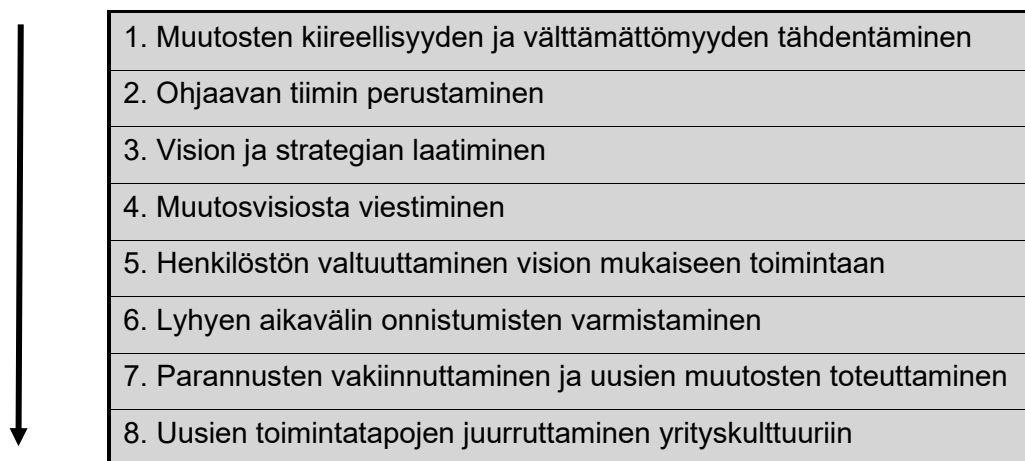 1. Muutosten kiireellisyyden ja välttämättömyyden tähdentäminen
2. Ohjaavan tiimin perustaminen
3. Vision ja strategian laatiminen
4. Muutosvisiosta viestiminen
5. Henkilöstön valtuuttaminen vision mukaiseen toimintaan
6. Lyhyen aikavälin onnistumisten varmistaminen
7. Parannusten vakiinnuttaminen ja uusien muutosten toteuttaminen
8. Uusien toimintatapojen juurruttaminen yrityskulttuuriin